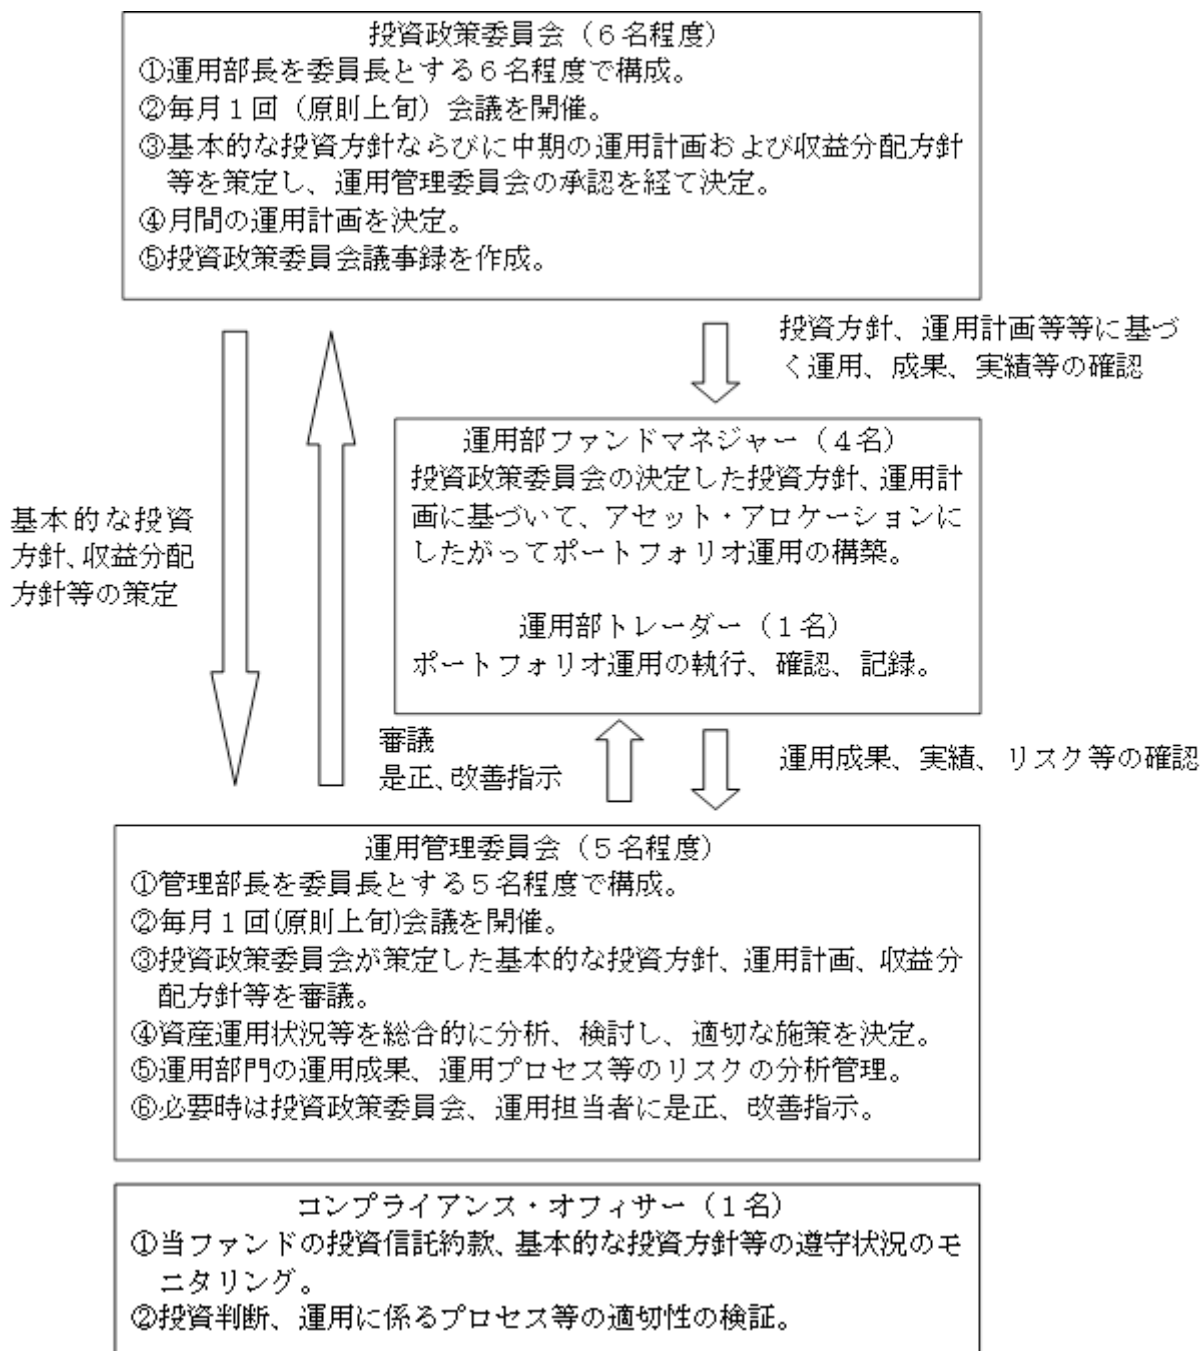 投資政策委員会（６名程度）
①運用部長を委員長とする６名程度で構成。
②毎月１回（原則上旬）会議を開催。
③基本的な投資方針ならびに中期の運用計画および収益分配方針
等を策定し、運用管理委員会の承認を経て決定。
④月間の運用計画を決定。
⑤投資政策委員会議事録を作成。
投資方針、運用計画等等に基づ
く運用、成果、実績等の確認
基本的な投資
方針、収益分配
方針等の策定
運用部ファンドマネジャー（４名）
投資政策委員会の決定した投資方針、運用計
画に基づいて、アセット・アロケーションに
したがってポートフォリオ運用の構築。
運用部トレーダー（１名）
ポートフォリオ運用の執行、確認、記録。
審議
是正、改善指示
運用成果、実績、リスク等の確認
運用管理委員会（５名程度）
①管理部長を委員長とする５名程度で構成。
②毎月１回(原則上旬)会議を開催。
③投資政策委員会が策定した基本的な投資方針、運用計画、収益分
配方針等を審議。
④資産運用状況等を総合的に分析、検討し、適切な施策を決定。
⑤運用部門の運用成果、運用プロセス等のリスクの分析管理。
⑥必要時は投資政策委員会、運用担当者に是正、改善指示。
コンプライアンス・オフィサー（１名）
①当ファンドの投資信託約款、基本的な投資方針等の遵守状況のモ
ニタリング。
②投資判断、運用に係るプロセス等の適切性の検証。